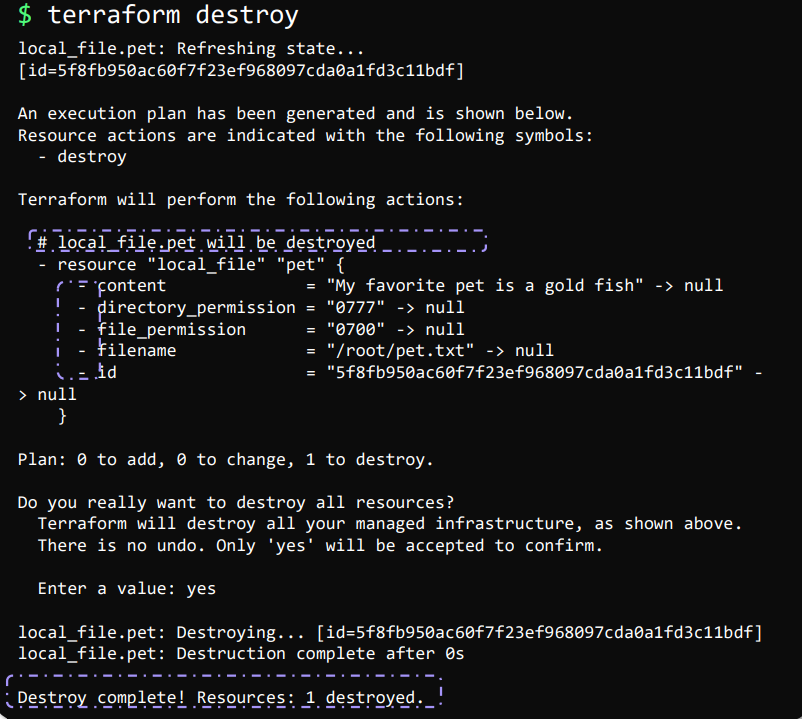 $ terraform destroy
local_file.pet: Refreshing state...
[id=5f8fb950ac60f7f23ef968097cda0a1fd3c11bdf]
An execution plan has been generated and is shown below.
Resource actions are indicated with the following symbols:
- destroy
Terraform will perform the following actions:
# local_file.pet will be destroyed
- resource "local_file" "pet" {
- content = "My favorite pet is a gold fish" -> null
- directory_permission = "0777" -> null
- file_permission = "0700" -> null
- filename = "/root/pet.txt" -> null
- id = "5f8fb950ac60f7f23ef968097cda0a1fd3c11bdf" -
> null
}
Plan: 0 to add, 0 to change, 1 to destroy.
Do you really want to destroy all resources?
Terraform will destroy all your managed infrastructure, as shown above.
There is no undo. Only 'yes' will be accepted to confirm.
Enter a value: yes
local_file.pet: Destroying... [id=5f8fb950ac60f7f23ef968097cda0a1fd3c11bdf]
local_file.pet: Destruction complete after 0s
Destroy complete! Resources: 1 destroyed.